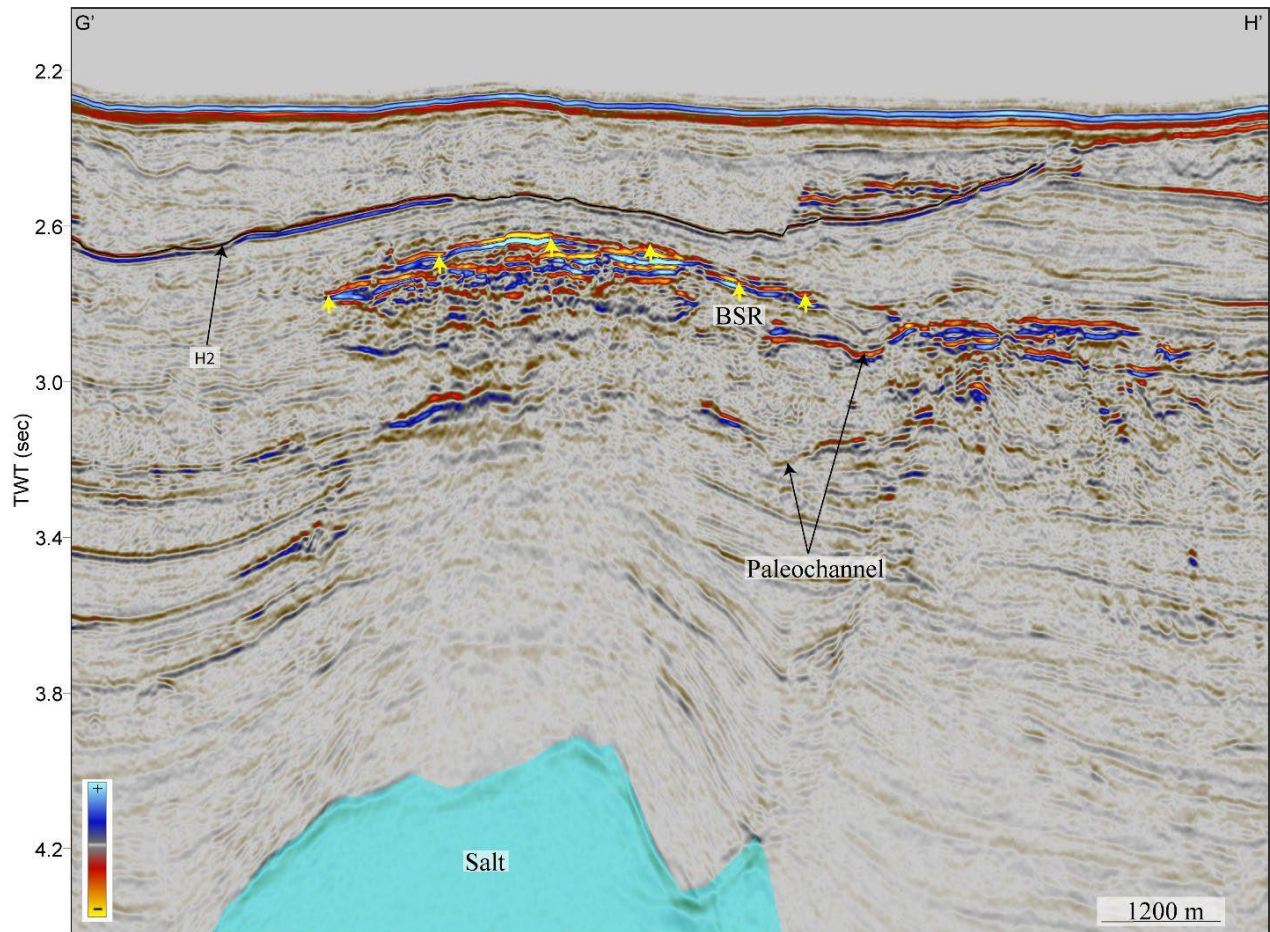 G’
H’
2.2
2.6
BSR
H2
3.0
TWT (sec)
3.4
Paleochannel
3.8
+
4.2
Salt
-
1200 m